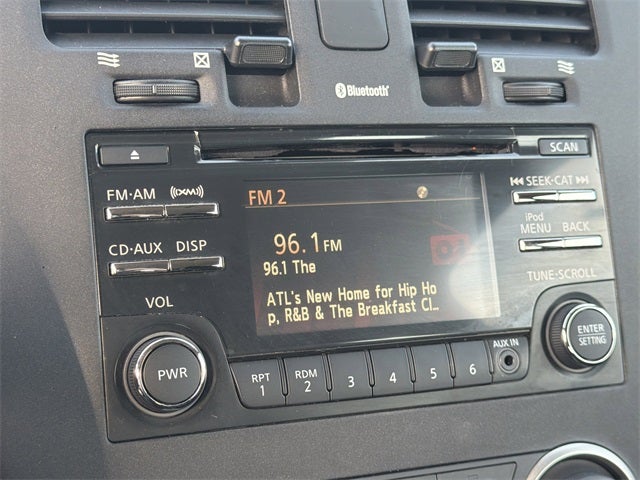 Bluetooth
SCAN
FM·AM ((XM))
SEEK·CAT
FM 2
iPod
MENU BACK
96.1 FM
CD·AUX DISP
96.1 The
TUNE·SCROLL
ATL's New Home for Hip Ho
p, R&B & The Breakfast Cl…
VOL
AUX IN
ENTER
SETTING
PWR
RPT
1
RDM
2
3
4
5
6